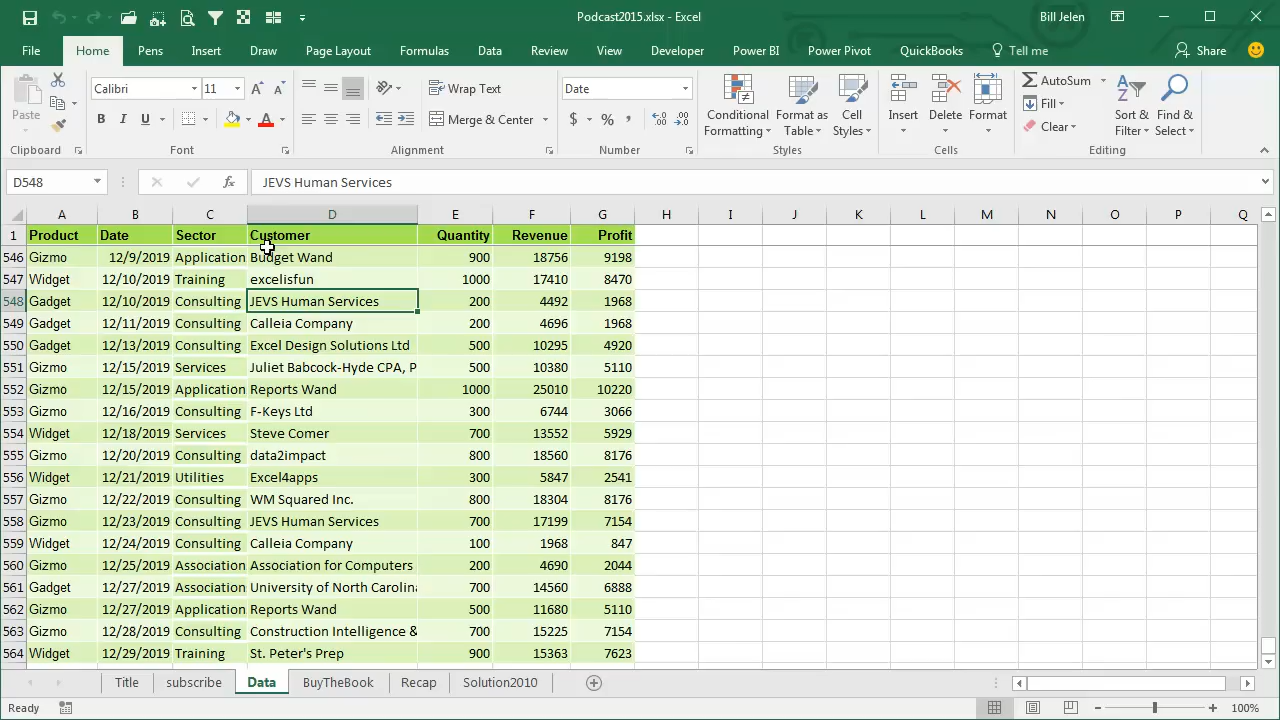 Podcast2015.xlsx - Excel
Bill Jelen
File Home Pens Insert Draw Page Layout Formulas Data Review View Developer Power BI Power Pivot QuickBooks Tell me Share
Paste
Clipboard
Calibri 11
B I U
Font
Wrap Text
Merge & Center
Alignment
Date
$ % ,
Number
Conditional Formatting
Format as Table
Cell Styles
Styles
Insert Delete Format
Cells
AutoSum
Fill
Clear
Sort & Filter
Find & Select
Editing
D548 fx JEVS Human Services
A B C D E F G H I J K L M N O P Q
1 Product Date Sector Customer Quantity Revenue Profit
546 Gizmo 12/9/2019 Application Budget Wand 900 18756 9198
547 Widget 12/10/2019 Training excelisfun 1000 17410 8470
548 Gadget 12/10/2019 Consulting JEVS Human Services 200 4492 1968
549 Gadget 12/11/2019 Consulting Calleia Company 200 4696 1968
550 Gadget 12/13/2019 Consulting Excel Design Solutions Ltd 500 10295 4920
551 Gizmo 12/15/2019 Services Juliet Babcock-Hyde CPA, P 500 10380 5110
552 Gizmo 12/15/2019 Application Reports Wand 1000 25010 10220
553 Gizmo 12/16/2019 Consulting F-Keys Ltd 300 6744 3066
554 Widget 12/18/2019 Services Steve Comer 700 13552 5929
555 Gizmo 12/20/2019 Consulting data2impact 800 18560 8176
556 Widget 12/21/2019 Utilities Excel4apps 300 5847 2541
557 Gizmo 12/22/2019 Consulting WM Squared Inc. 800 18304 8176
558 Gizmo 12/23/2019 Consulting JEVS Human Services 700 17199 7154
559 Widget 12/24/2019 Consulting Calleia Company 100 1968 847
560 Gizmo 12/25/2019 Association Association for Computers 200 4690 2044
561 Gadget 12/27/2019 Association University of North Carolina 700 14560 6888
562 Gizmo 12/27/2019 Application Reports Wand 500 11680 5110
563 Gizmo 12/28/2019 Consulting Construction Intelligence & 700 15225 7154
564 Widget 12/29/2019 Training St. Peter's Prep 900 15363 7623
Title subscribe Data BuyTheBook Recap Solution2010
Ready 100%